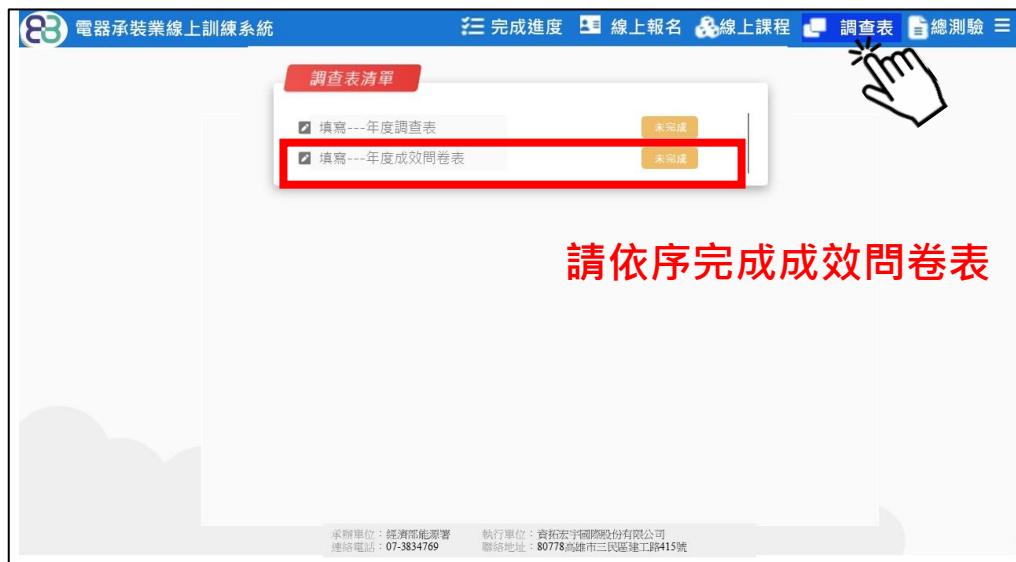 電器承裝業線上訓練系統 完成進度 線上報名 線上課程 調查表 總測驗
調查表清單
填寫---年度調查表 未完成
填寫---年度成效問卷表 未完成
請依序完成成效問卷表
承辦單位：經濟部能源署 執行單位：資拓宏宇國際股份有限公司
連絡電話：07-3834769 聯絡地址：80778高雄市三民區建工路415號